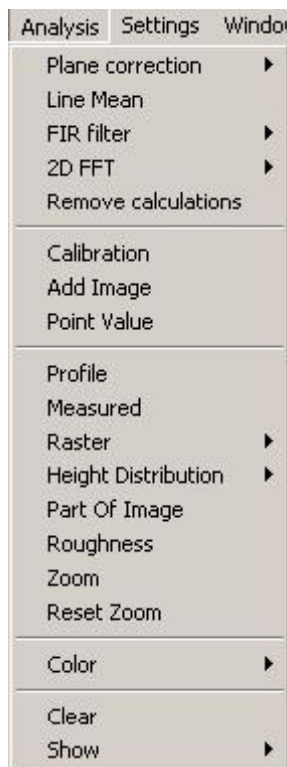 Analysis Settings Windo
Plane correction
Line Mean
FIR filter
2D FFT
Remove calculations
Calibration
Add Image
Point Value
Profile
Measured
Raster
Height Distribution
Part Of Image
Roughness
Zoom
Reset Zoom
Color
Clear
Show